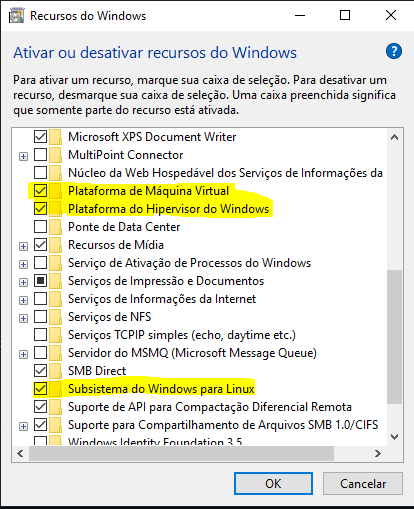 Recursos do Windows
Ativar ou desativar recursos do Windows
Para ativar um recurso, marque sua caixa de seleção. Para desativar um
recurso, desmarque sua caixa de seleção. Uma caixa preenchida significa
que somente parte do recurso está ativada.
Microsoft XPS Document Writer
MultiPoint Connector
Núcleo da Web Hospedável dos Serviços de Informações da
Plataforma de Máquina Virtual
Plataforma do Hipervisor do Windows
Ponte de Data Center
Recursos de Mídia
Serviço de Ativação de Processos do Windows
Serviços de Impressão e Documentos
Serviços de Informações da Internet
Serviços de NFS
Serviços TCPIP simples (echo, daytime etc.)
Servidor do MSMQ (Microsoft Message Queue)
SMB Direct
Subsistema do Windows para Linux
Suporte de API para Compactação Diferencial Remota
Suporte para Compartilhamento de Arquivos SMB 1.0/CIFS
Windows Identity Foundation 3.5
OK
Cancelar